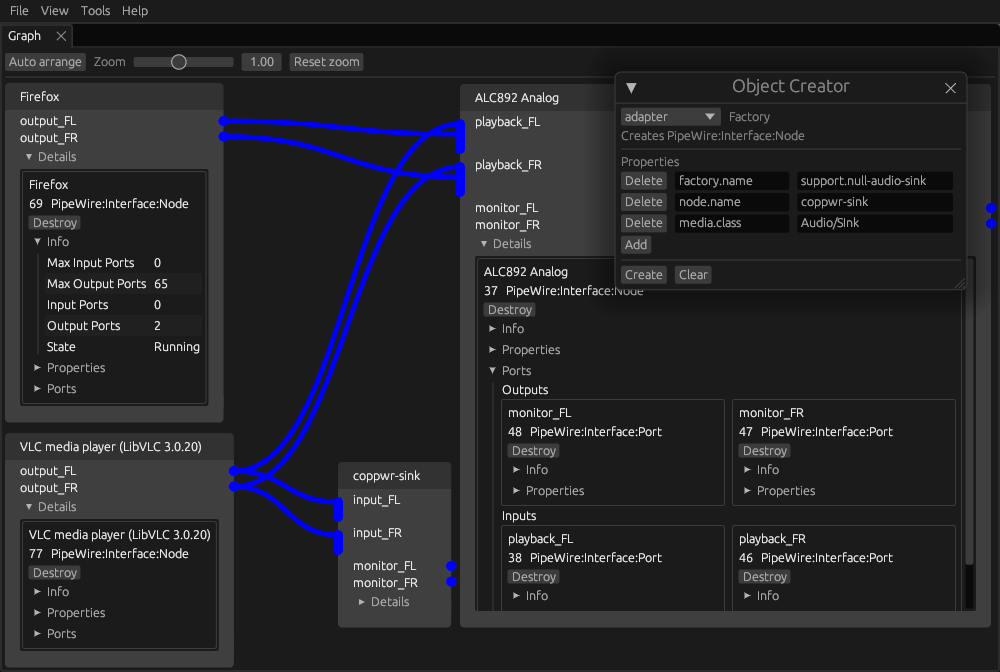 File View Tools Help
Graph
Auto arrange Zoom 1.00 Reset zoom
Firefox
output_FL
output_FR
Details
Firefox
69 PipeWire:Interface:Node
Destroy
Info
Max Input Ports 0
Max Output Ports 65
Input Ports 0
Output Ports 2
State Running
Properties
Ports
VLC media player (LibVLC 3.0.20)
output_FL
output_FR
Details
VLC media player (LibVLC 3.0.20)
77 PipeWire:Interface:Node
Destroy
Info
Properties
Ports
coppwr-sink
input_FL
input_FR
monitor_FL
monitor_FR
Details
ALC892 Analog
playback_FL
playback_FR
monitor_FL
monitor_FR
Details
ALC892 Analog
37 PipeWire:Interface:Node
Destroy
Info
Properties
Ports
Outputs
monitor_FL
48 PipeWire:Interface:Port
Destroy
Info
Properties
monitor_FR
47 PipeWire:Interface:Port
Destroy
Info
Properties
Inputs
playback_FL
38 PipeWire:Interface:Port
Destroy
Info
playback_FR
46 PipeWire:Interface:Port
Destroy
Info
Object Creator
adapter Factory
Creates PipeWire:Interface:Node
Properties
Delete factory.name support.null-audio-sink
Delete node.name coppwr-sink
Delete media.class Audio/SInk
Add
Create Clear